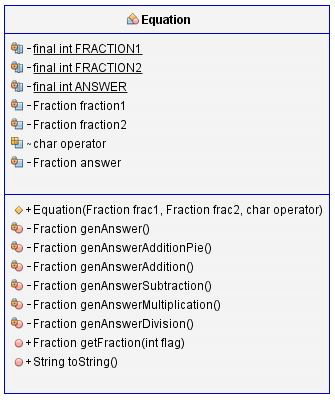 Equation
- final int FRACTION1
- final int FRACTION2
- final int ANSWER
- Fraction fraction1
- Fraction fraction2
~ char operator
- Fraction answer
+ Equation(Fraction frac1, Fraction frac2, char operator)
- Fraction genAnswer()
- Fraction genAnswerAdditionPie()
- Fraction genAnswerAddition()
- Fraction genAnswerSubtraction()
- Fraction genAnswerMultiplication()
- Fraction genAnswerDivision()
+ Fraction getFraction(int flag)
+ String toString()